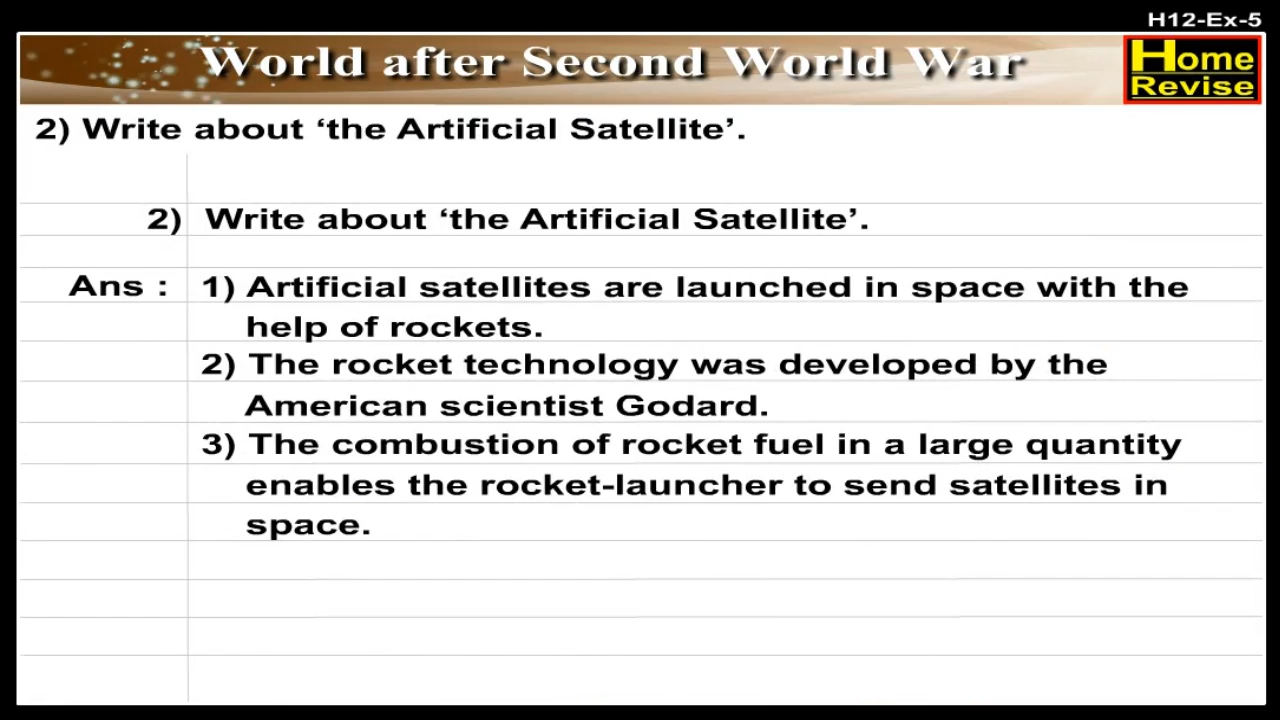 H12-Ex-5
World after Second World War
Home
Revise
2) Write about ‘the Artificial Satellite’.
2) Write about ‘the Artificial Satellite’.
Ans : 1) Artificial satellites are launched in space with the
help of rockets.
2) The rocket technology was developed by the
American scientist Godard.
3) The combustion of rocket fuel in a large quantity
enables the rocket-launcher to send satellites in
space.